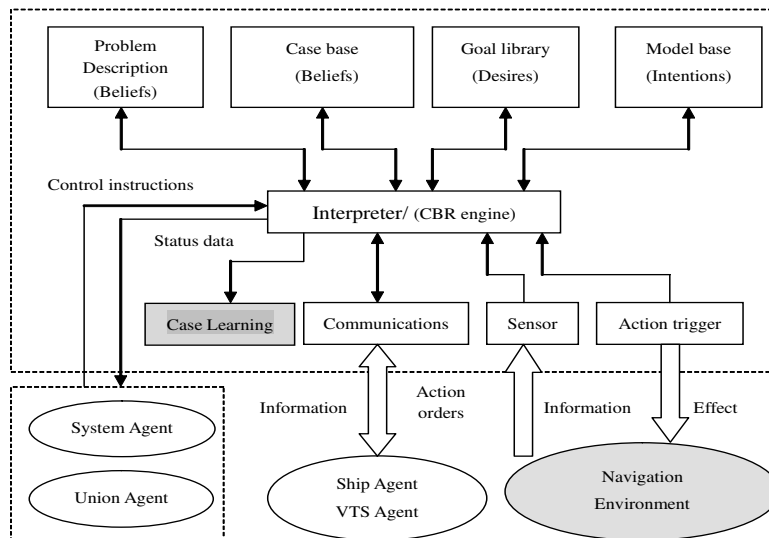 Problem
Description
(Beliefs)
Case base
(Beliefs)
Goal library
(Desires)
Model base
(Intentions)
Control instructions
Interpreter/ (CBR engine)
Status data
Case Learning
Communications
Sensor
Action trigger
Information
Action
orders
Information
Effect
System Agent
Union Agent
Ship Agent
VTS Agent
Navigation
Environment